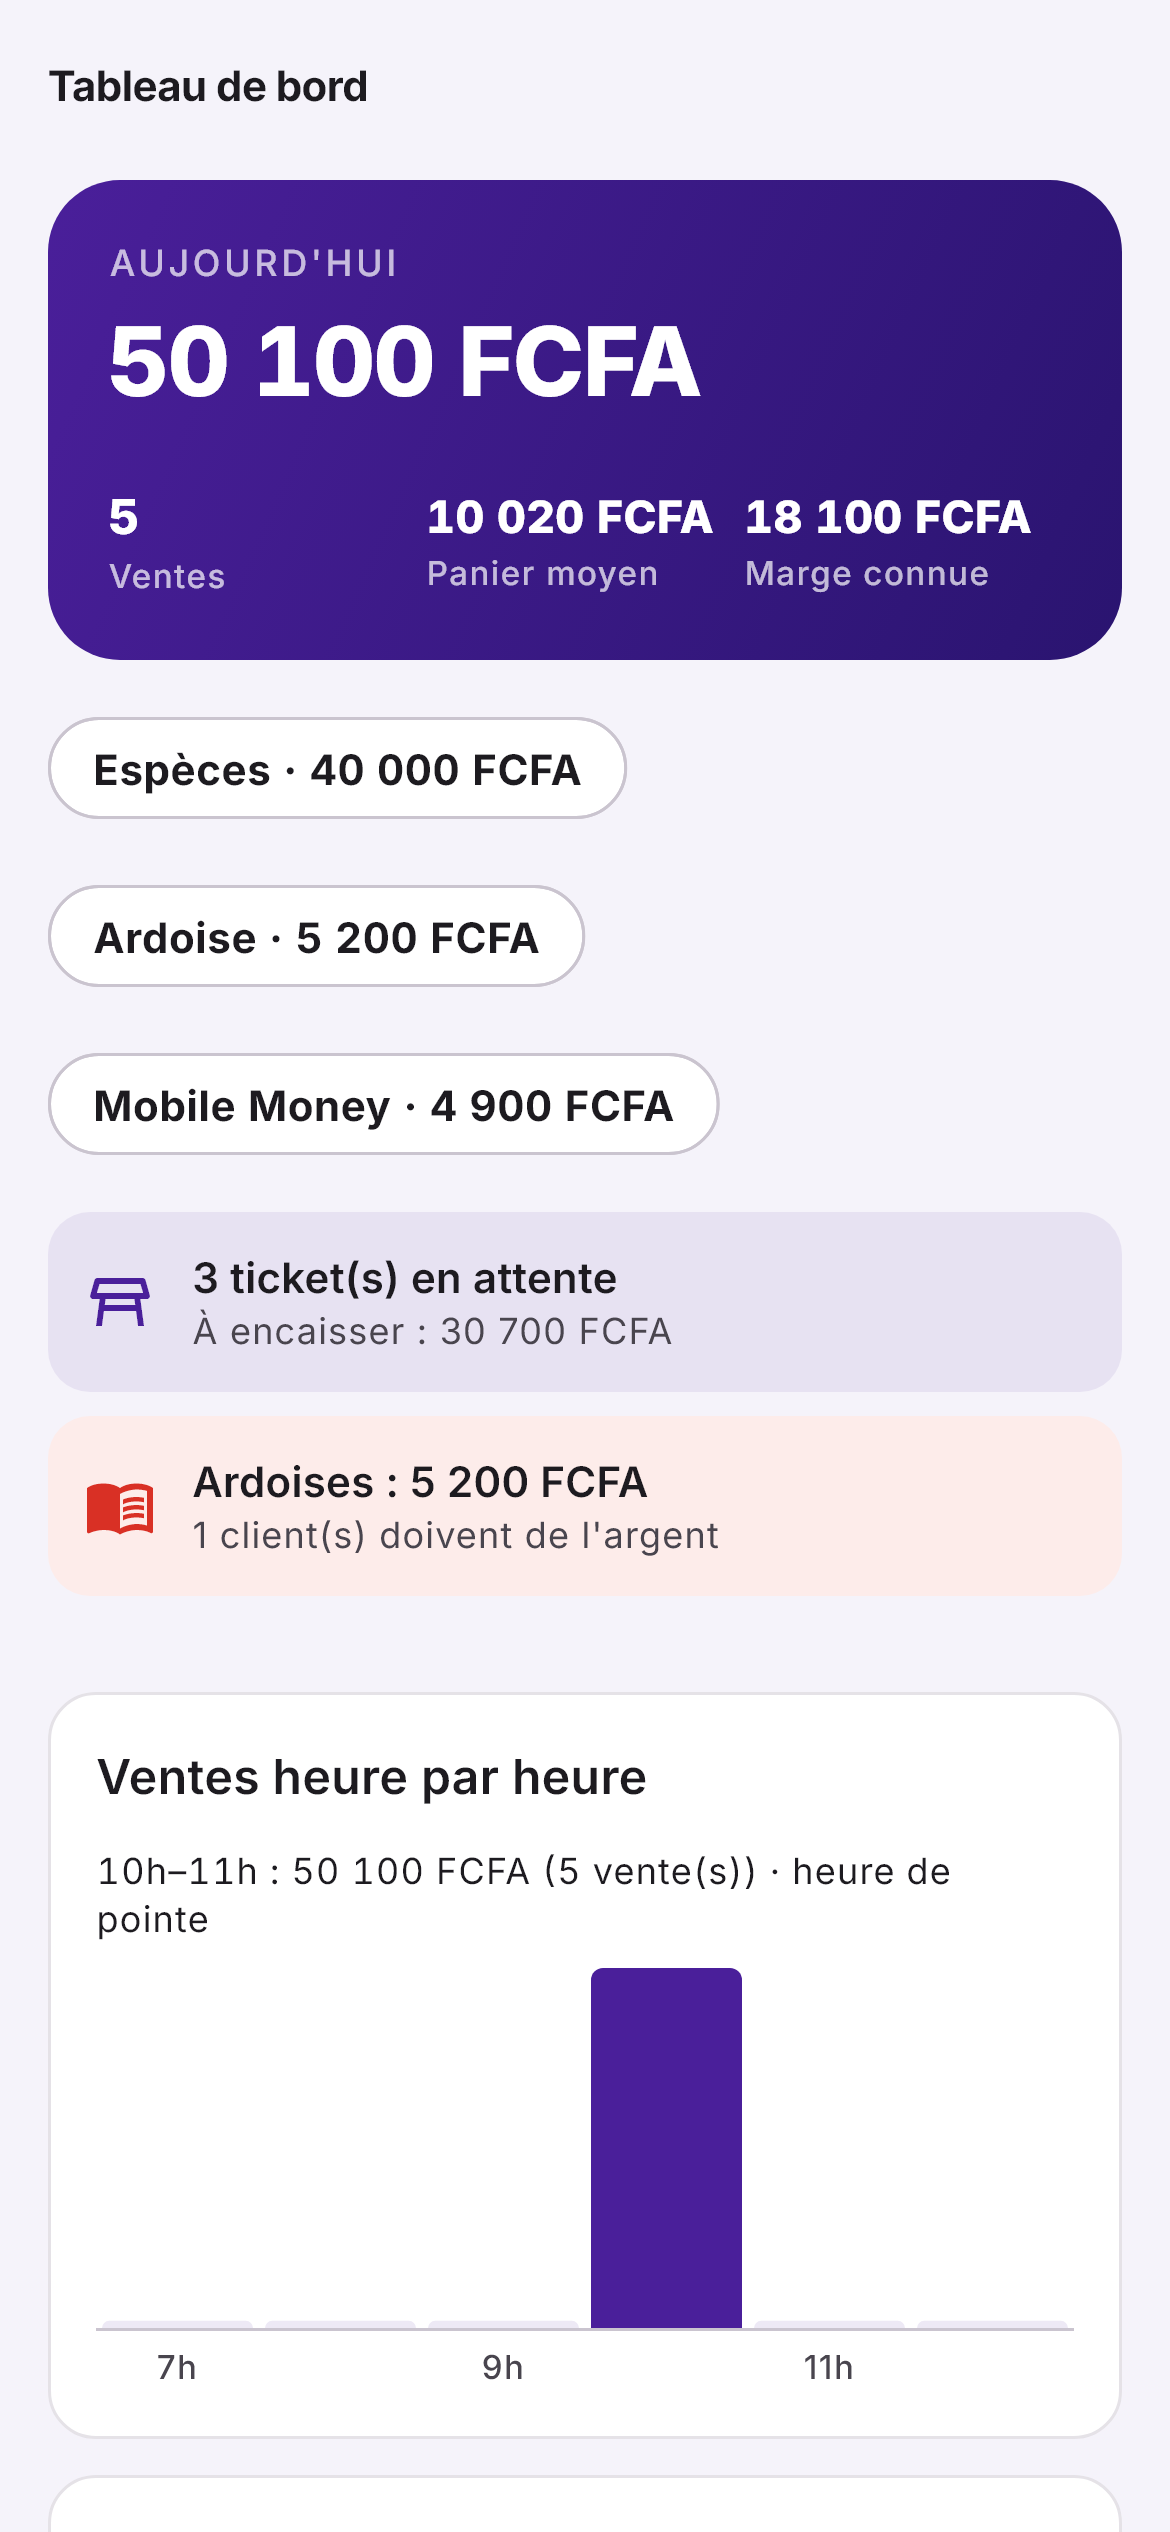 Tableau de bord
AUJOURD'HUI
50 100 FCFA
5
Ventes
10 020 FCFA
Panier moyen
18 100 FCFA
Marge connue
Espèces · 40 000 FCFA
Ardoise · 5 200 FCFA
Mobile Money · 4 900 FCFA
3 ticket(s) en attente
À encaisser : 30 700 FCFA
Ardoises : 5 200 FCFA
1 client(s) doivent de l'argent
Ventes heure par heure
10h–11h : 50 100 FCFA (5 vente(s)) · heure de
pointe
7h
9h
11h